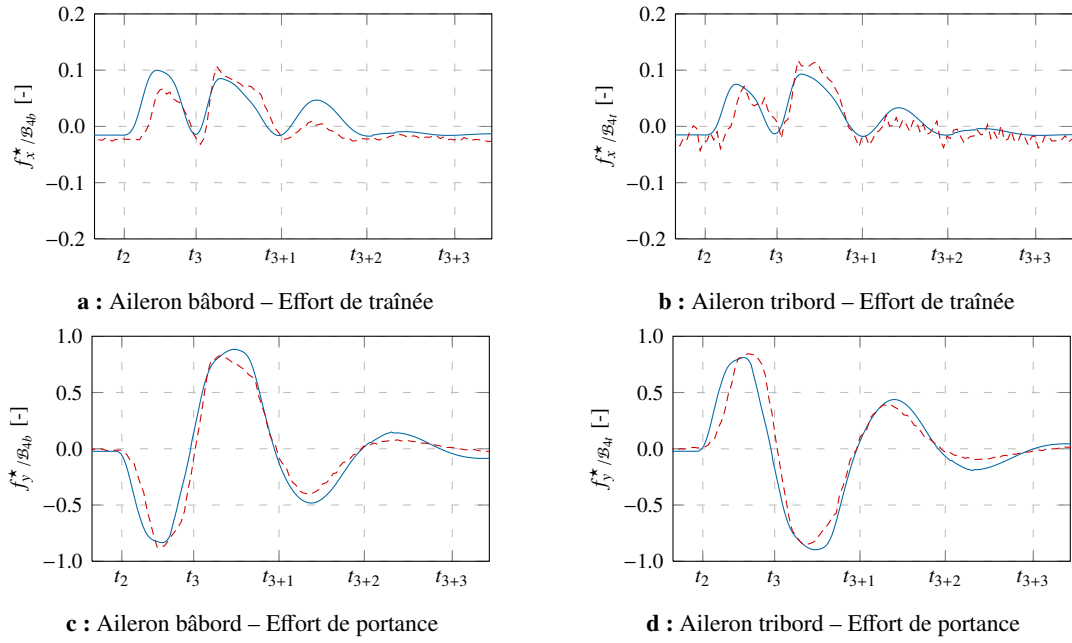 0.2
0.1
0.0
−0.1
−0.2
f★x /B4b [-]
t2 t3 t3+1 t3+2 t3+3
a : Aileron bâbord – Effort de traînée
0.2
0.1
0.0
−0.1
−0.2
f★x /B4t [-]
t2 t3 t3+1 t3+2 t3+3
b : Aileron tribord – Effort de traînée
1.0
0.5
0.0
−0.5
−1.0
f★y /B4b [-]
t2 t3 t3+1 t3+2 t3+3
c : Aileron bâbord – Effort de portance
1.0
0.5
0.0
−0.5
−1.0
f★y /B4t [-]
t2 t3 t3+1 t3+2 t3+3
d : Aileron tribord – Effort de portance